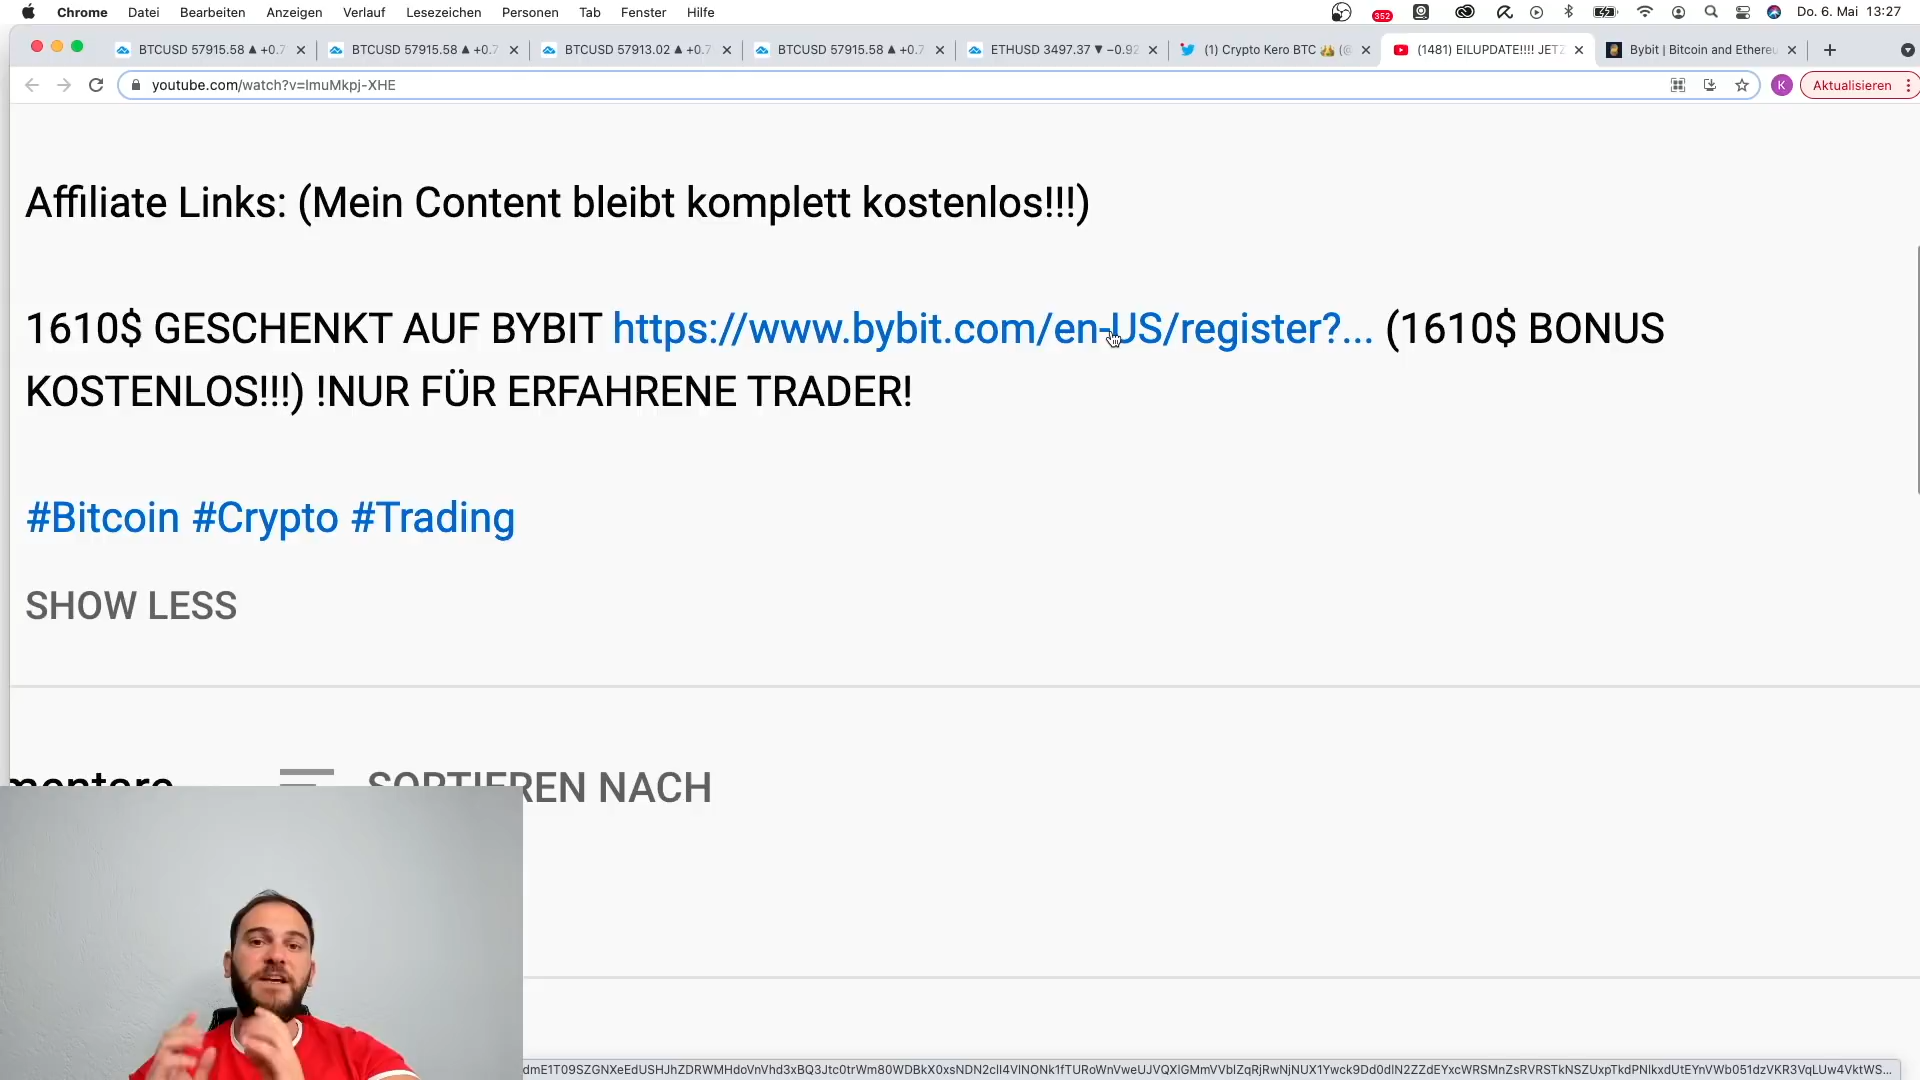 Chrome Datei Bearbeiten Anzeigen Verlauf Lesezeichen Personen Tab Fenster Hilfe 352 Do. 6. Mai 13:27
BTCUSD 57915.58 ▲ +0.7 BTCUSD 57915.58 ▲ +0.7 BTCUSD 57913.02 ▲ +0.7 BTCUSD 57915.58 ▲ +0.7 ETHUSD 3497.37 ▼ −0.92 (1) Crypto Kero BTC (1481) EILUPDATE!!!! JETZ Bybit | Bitcoin and Ethereu
youtube.com/watch?v=lmuMkpj-XHE K Aktualisieren
Affiliate Links: (Mein Content bleibt komplett kostenlos!!!)
1610$ GESCHENKT AUF BYBIT https://www.bybit.com/en-US/register?... (1610$ BONUS
KOSTENLOS!!!) !NUR FÜR ERFAHRENE TRADER!
#Bitcoin #Crypto #Trading
SHOW LESS
mentare SORTIEREN NACH